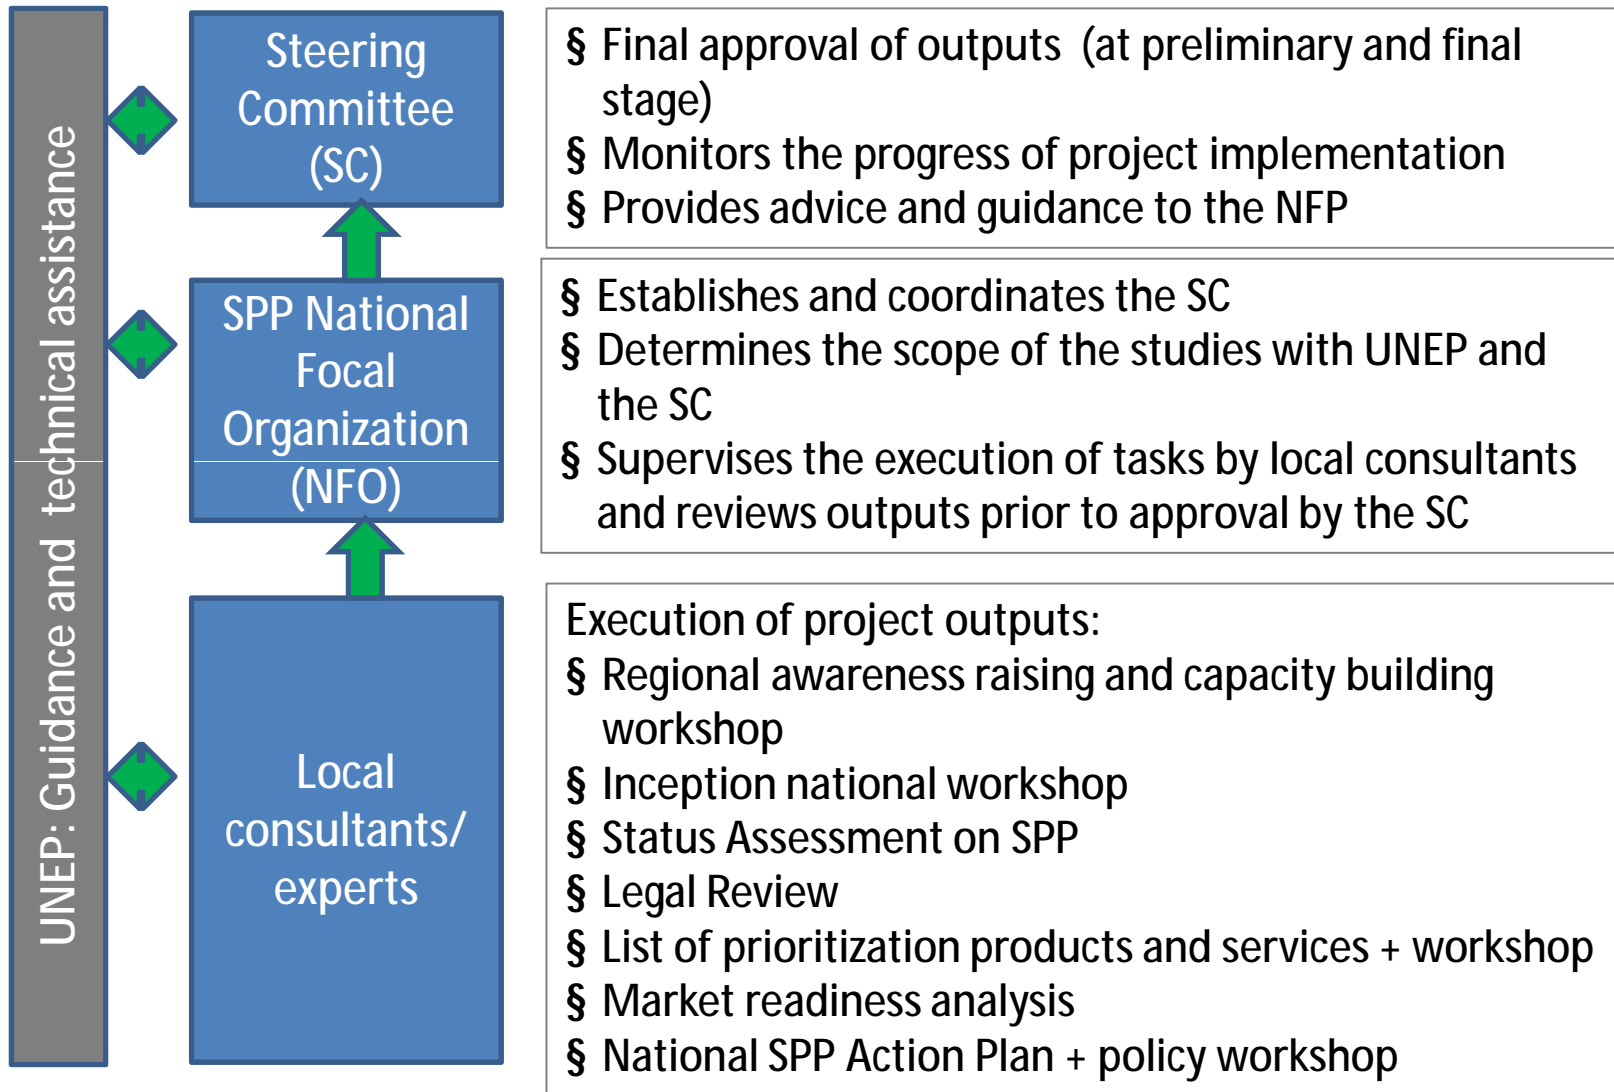 UNEP: Guidance and technical assistance
Steering
Committee
(SC)
§ Final approval of outputs (at preliminary and final
stage)
§ Monitors the progress of project implementation
§ Provides advice and guidance to the NFP
SPP National
Focal
Organization
(NFO)
§ Establishes and coordinates the SC
§ Determines the scope of the studies with UNEP and
the SC
§ Supervises the execution of tasks by local consultants
and reviews outputs prior to approval by the SC
Local
consultants/
experts
Execution of project outputs:
§ Regional awareness raising and capacity building
workshop
§ Inception national workshop
§ Status Assessment on SPP
§ Legal Review
§ List of prioritization products and services + workshop
§ Market readiness analysis
§ National SPP Action Plan + policy workshop